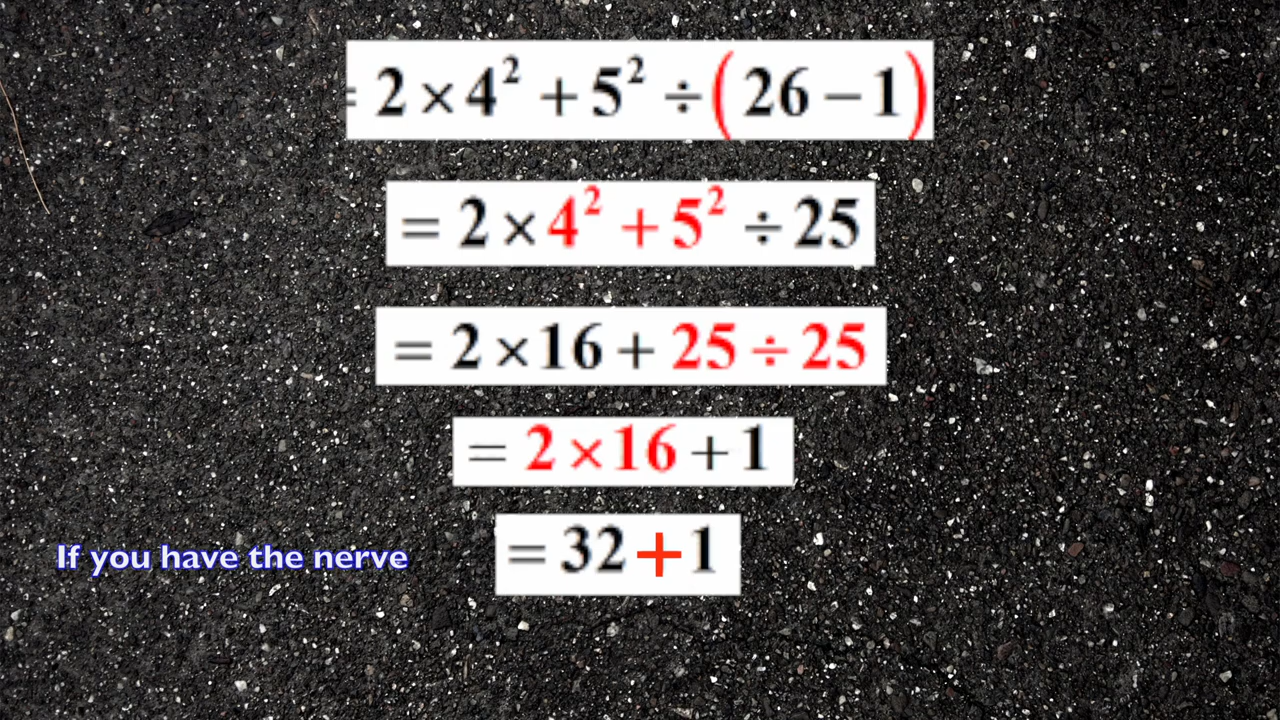 = 2 × 4² + 5² ÷ ( 26 − 1 )
= 2 × 4² + 5² ÷ 25
= 2 × 16 + 25 ÷ 25
= 2 × 16 + 1
If you have the nerve
= 32 + 1